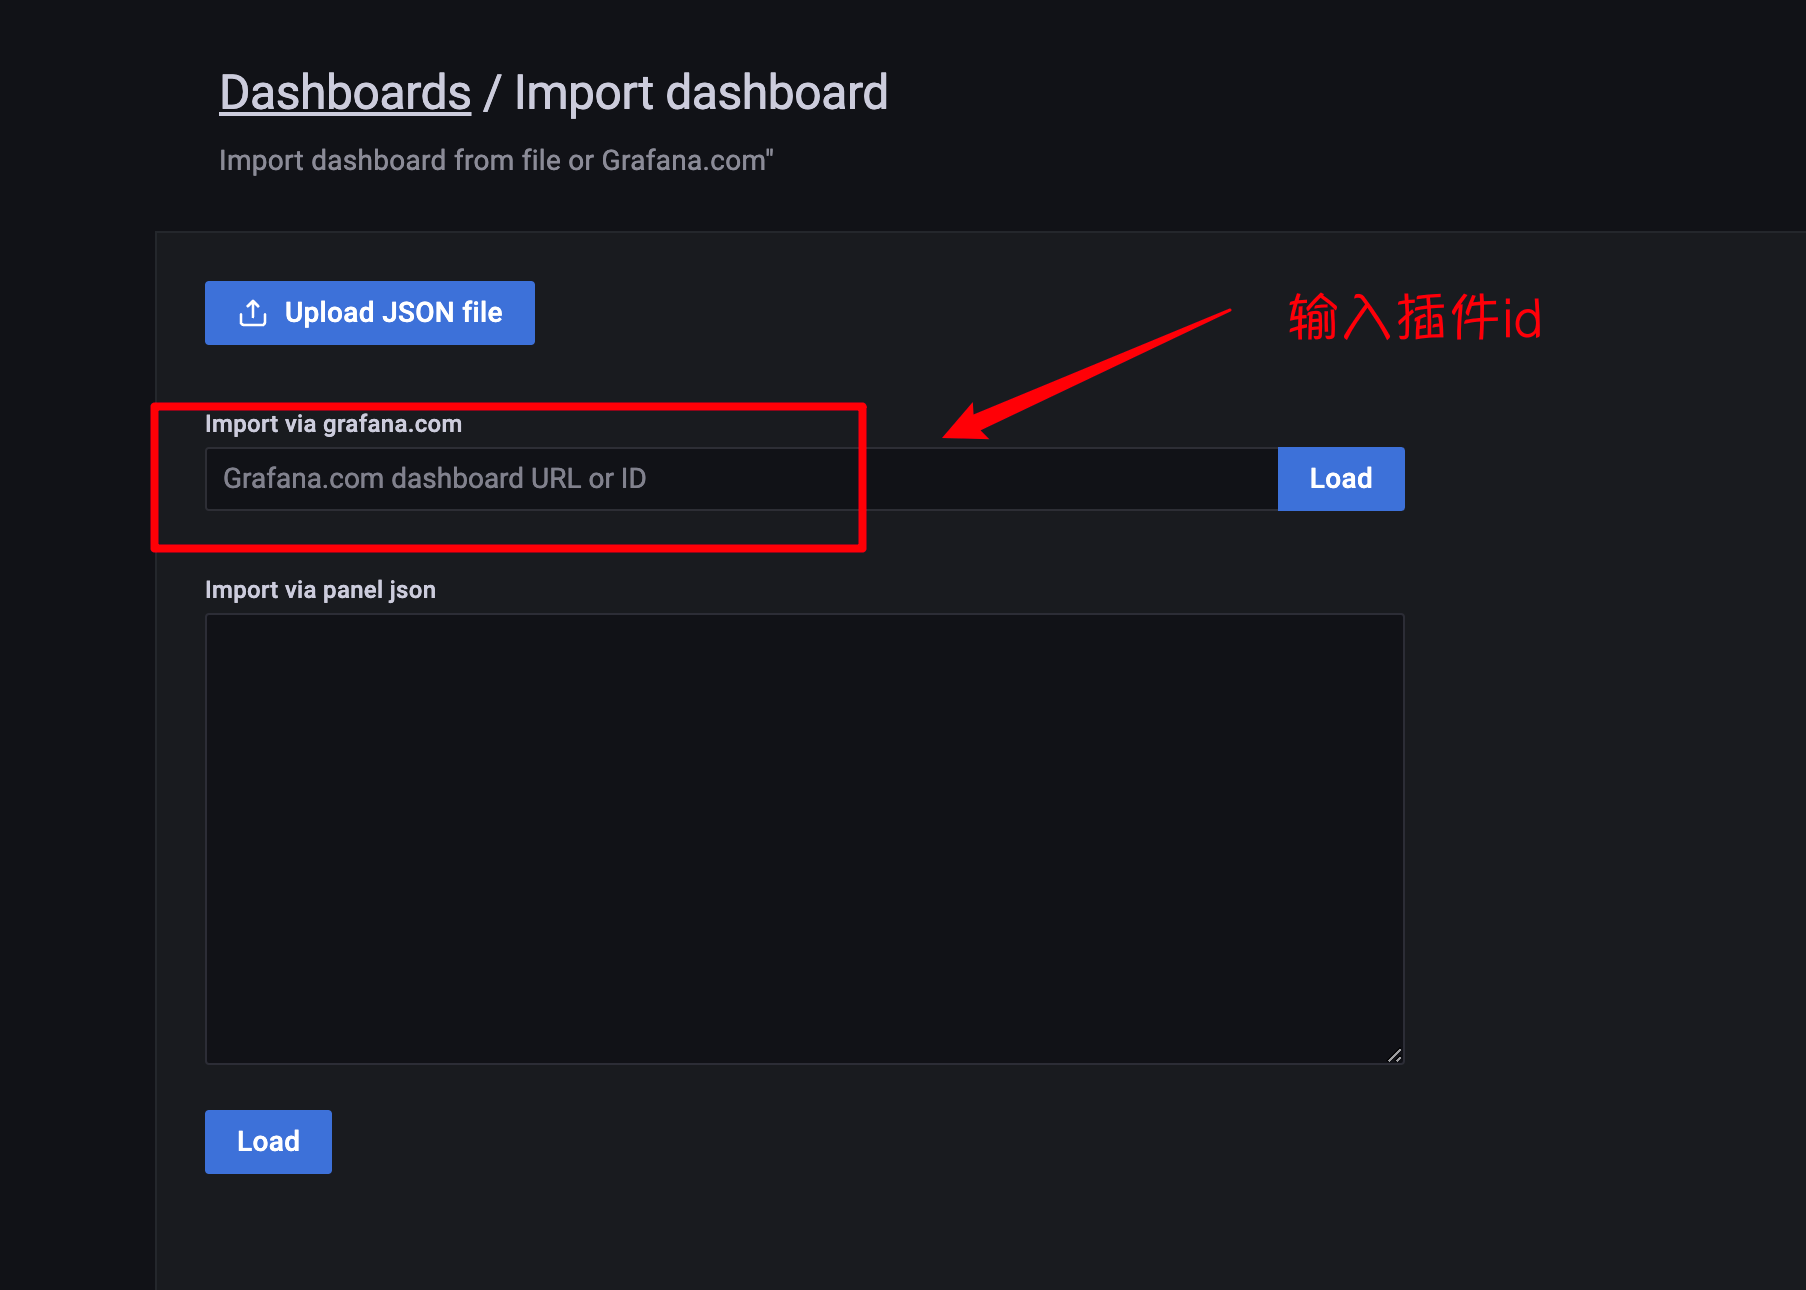 Dashboards / Import dashboard
Import dashboard from file or Grafana.com"
Upload JSON file
输入插件id
Import via grafana.com
Grafana.com dashboard URL or ID
Load
Import via panel json
Load